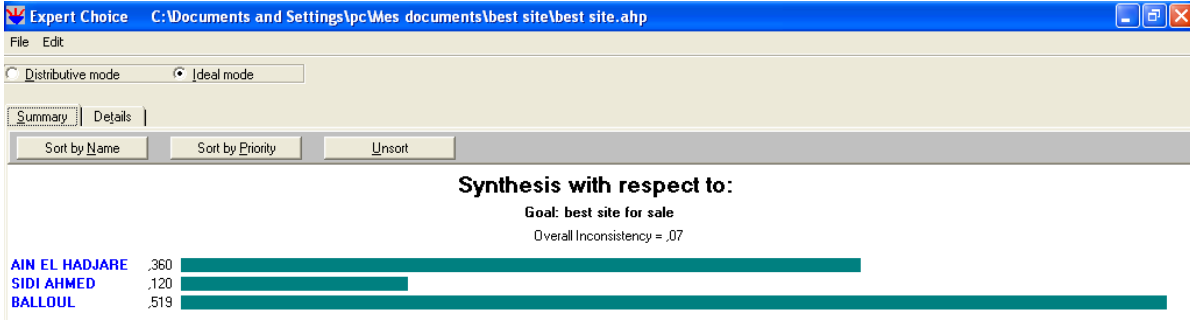 Expert Choice C:\Documents and Settings\pc\Mes documents\best site\best site.ahp
File Edit
Distributive mode Ideal mode
Summary Details
Sort by Name Sort by Priority Unsort
Synthesis with respect to:
Goal: best site for sale
Overall Inconsistency = ,07
AIN EL HADJARE ,360
SIDI AHMED ,120
BALLOUL ,519